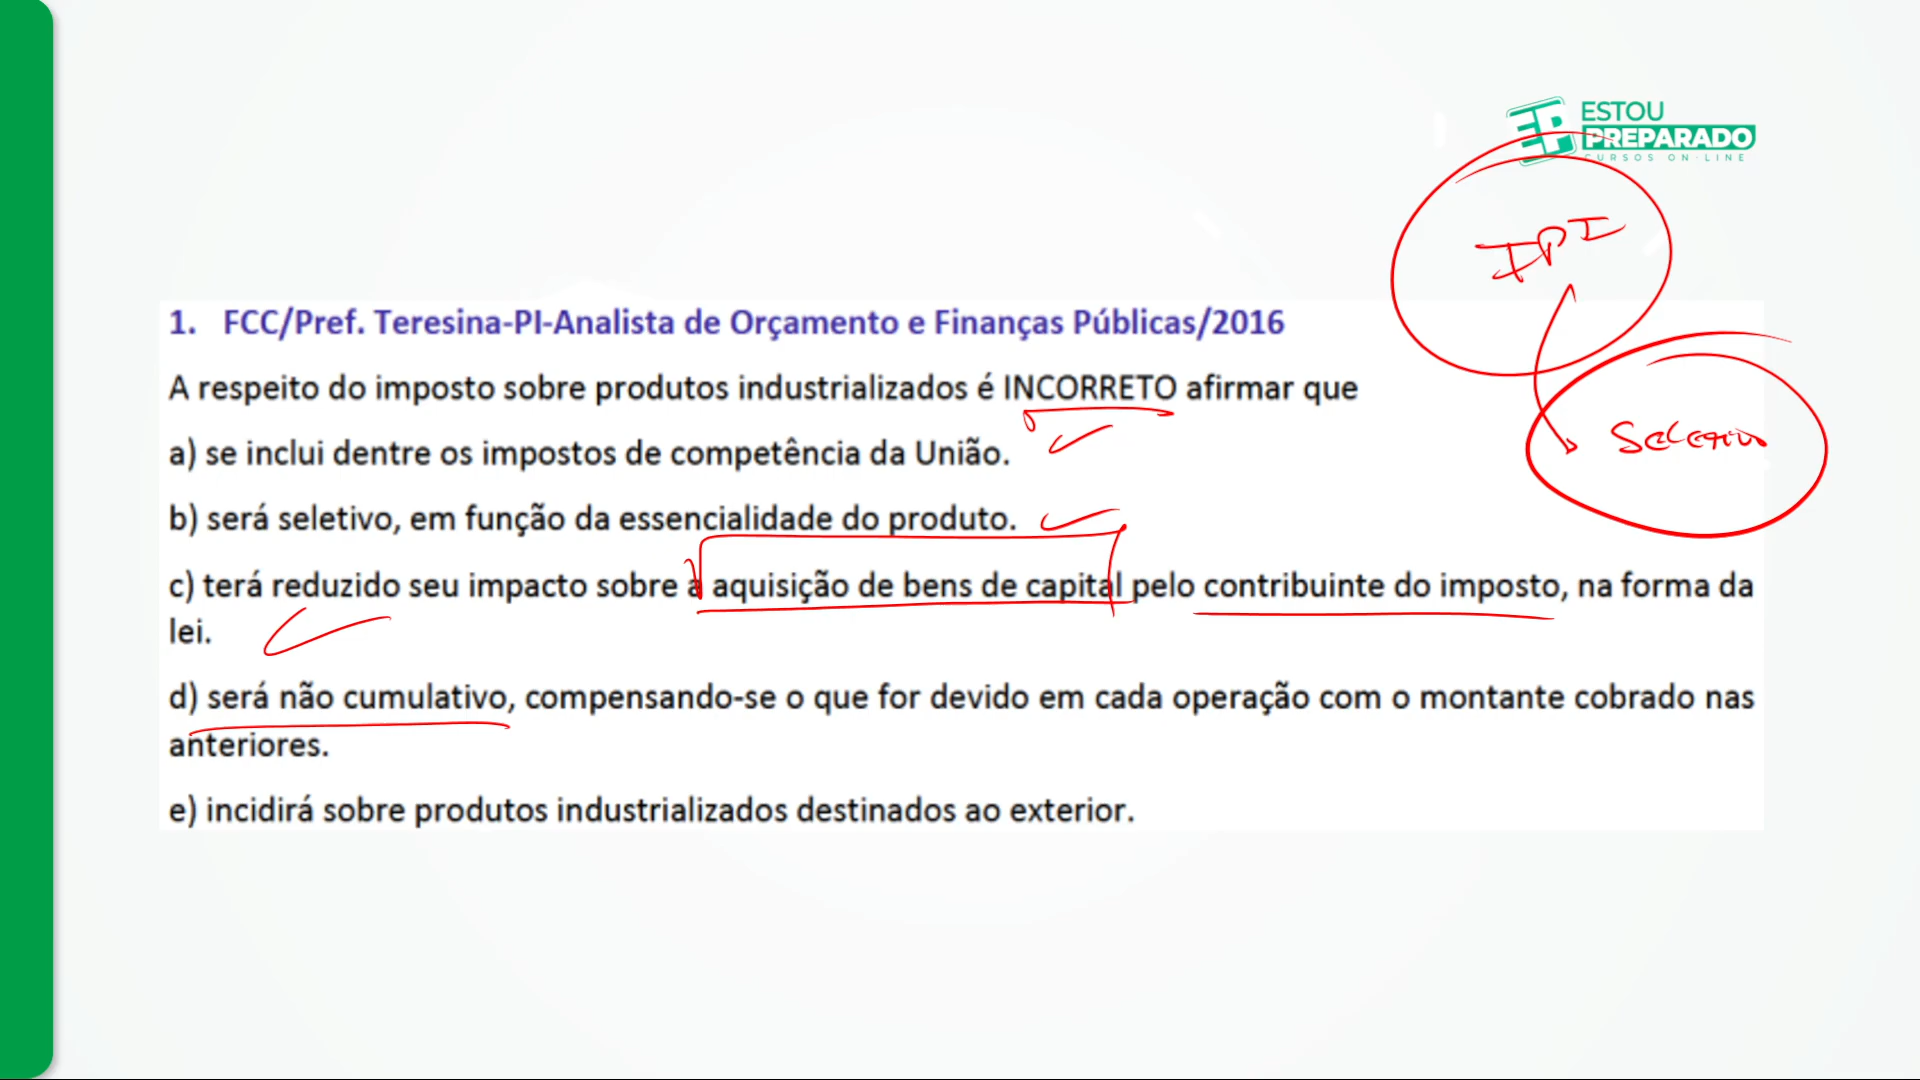 ESTOU
PREPARADO
CURSOS ON-LINE
IPI
1. FCC/Pref. Teresina-PI-Analista de Orçamento e Finanças Públicas/2016
A respeito do imposto sobre produtos industrializados é INCORRETO afirmar que
Seletivo
a) se inclui dentre os impostos de competência da União.
b) será seletivo, em função da essencialidade do produto.
c) terá reduzido seu impacto sobre a aquisição de bens de capital pelo contribuinte do imposto, na forma da
lei.
d) será não cumulativo, compensando-se o que for devido em cada operação com o montante cobrado nas
anteriores.
e) incidirá sobre produtos industrializados destinados ao exterior.